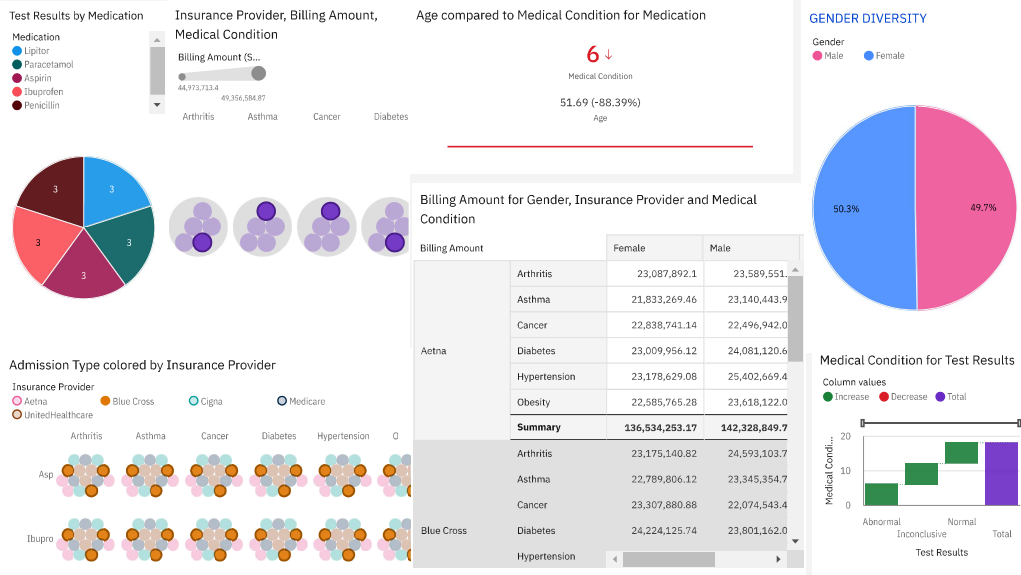 Test Results by Medication
Medication
Lipitor
Paracetamol
Aspirin
Ibuprofen
Penicillin
3
3
3
3
3
Insurance Provider, Billing Amount,
Medical Condition
Billing Amount (S...
44,973,713.4
49,356,584.87
Arthritis Asthma Cancer Diabetes
Age compared to Medical Condition for Medication
6 ↓
Medical Condition
51.69 (-88.39%)
Age
GENDER DIVERSITY
Gender
Male Female
50.3% 49.7%
Billing Amount for Gender, Insurance Provider and Medical
Condition
Billing Amount Female Male
Aetna
Arthritis 23,087,892.1 23,589,551.
Asthma 21,833,269.46 23,140,443.9
Cancer 22,838,741.14 22,496,942.0
Diabetes 23,009,956.12 24,081,120.6
Hypertension 23,178,629.08 25,402,669.4
Obesity 22,585,765.28 23,618,122.0
Summary 136,534,253.17 142,328,849.7
Blue Cross
Arthritis 23,175,140.82 24,593,103.7
Asthma 22,789,806.12 23,345,354.7
Cancer 23,307,880.88 22,074,543.4
Diabetes 24,224,125.74 23,801,162.0
Hypertension
Admission Type colored by Insurance Provider
Insurance Provider
Aetna Blue Cross Cigna Medicare
UnitedHealthcare
Arthritis Asthma Cancer Diabetes Hypertension O
Asp
Ibupro
Medical Condition for Test Results
Column values
Increase Decrease Total
Medical Condi...
20
10
0
Abnormal Normal
Inconclusive Total
Test Results